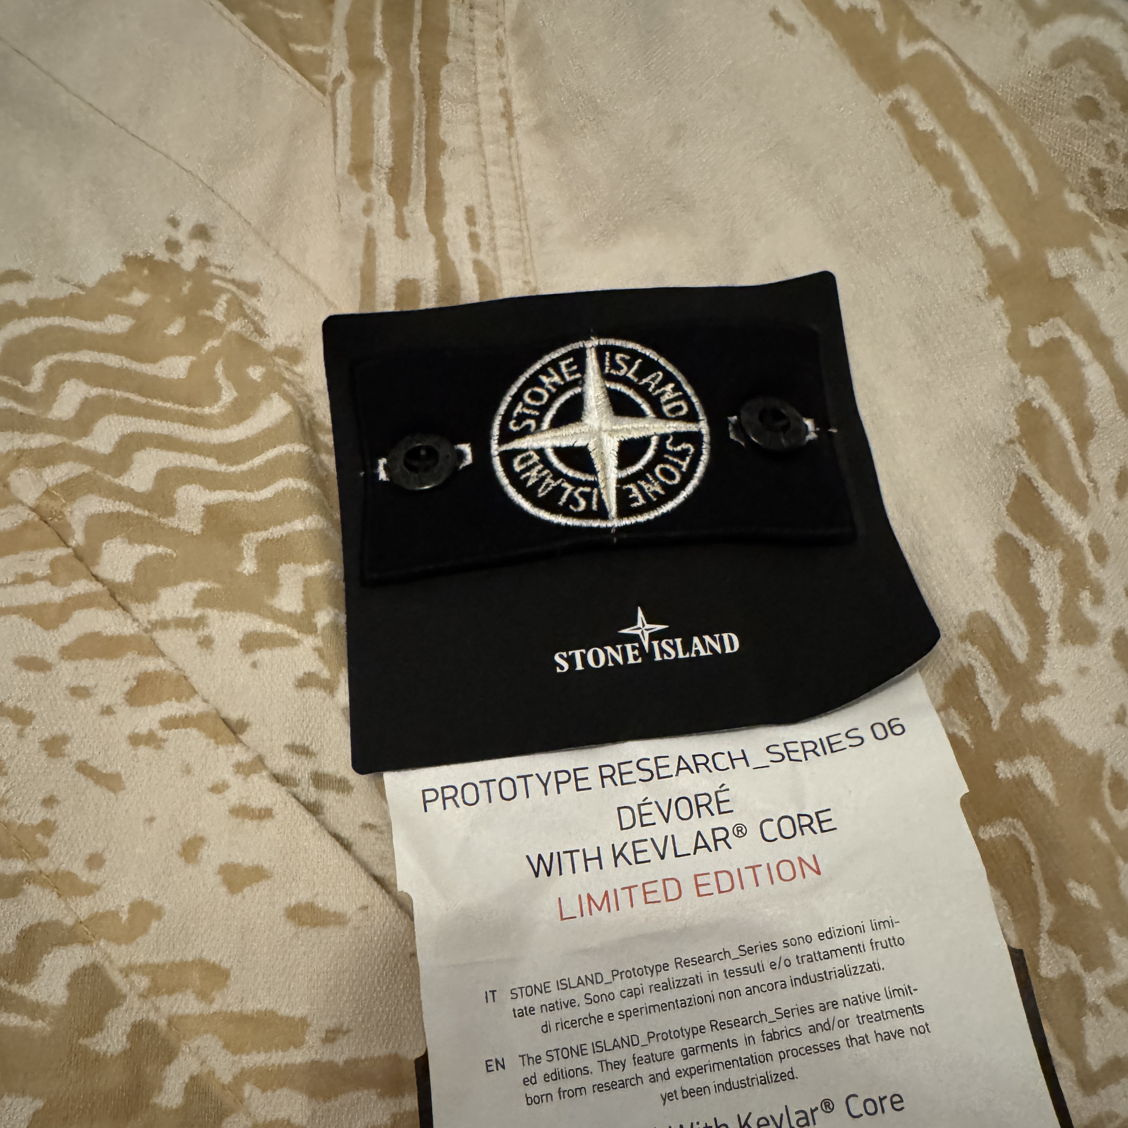 STONE ISLAND
STONE ISLAND
STONE ISLAND
PROTOTYPE RESEARCH_SERIES 06
DÉVORÉ
WITH KEVLAR® CORE
LIMITED EDITION
IT STONE ISLAND_Prototype Research_Series sono edizioni limi-
tate native. Sono capi realizzati in tessuti e/o trattamenti frutto
di ricerche e sperimentazioni non ancora industrializzati.
EN The STONE ISLAND_Prototype Research_Series are native limit-
ed editions. They feature garments in fabrics and/or treatments
born from research and experimentation processes that have not
yet been industrialized.
With Kevlar® Core